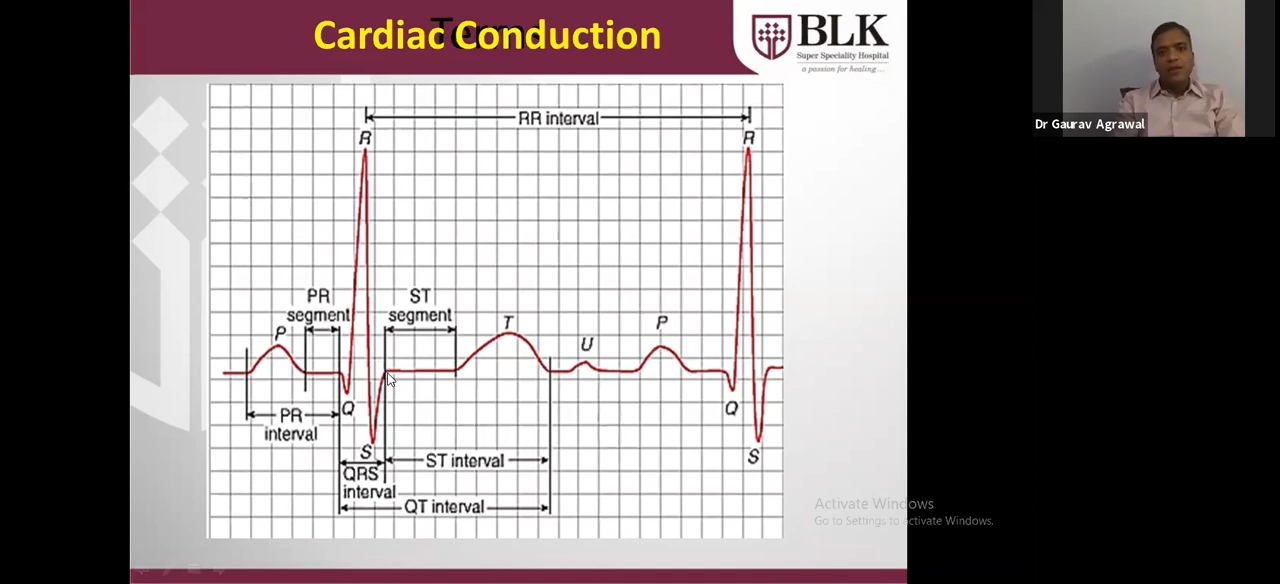 Cardiac Conduction
BLK
Super Speciality Hospital
a passion for healing...
Dr Gaurav Agrawal
RR interval
R
R
PR
segment
ST
segment
P
T
U
P
PR
interval
Q
Q
S
S
QRS
interval
ST interval
QT interval
Activate Windows
Go to Settings to activate Windows.